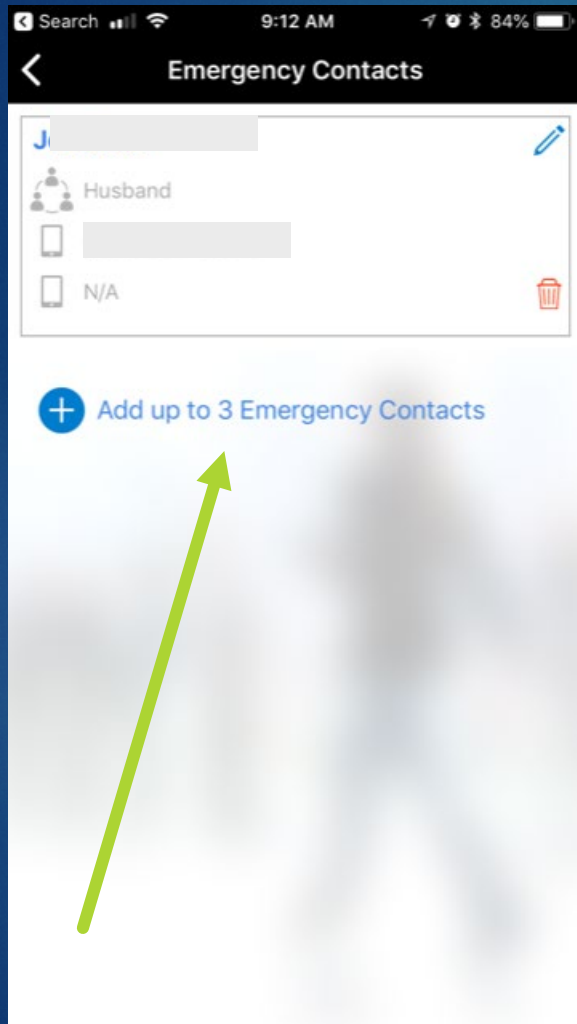 Search 9:12 AM 84%
Emergency Contacts
Husband
N/A
Add up to 3 Emergency Contacts